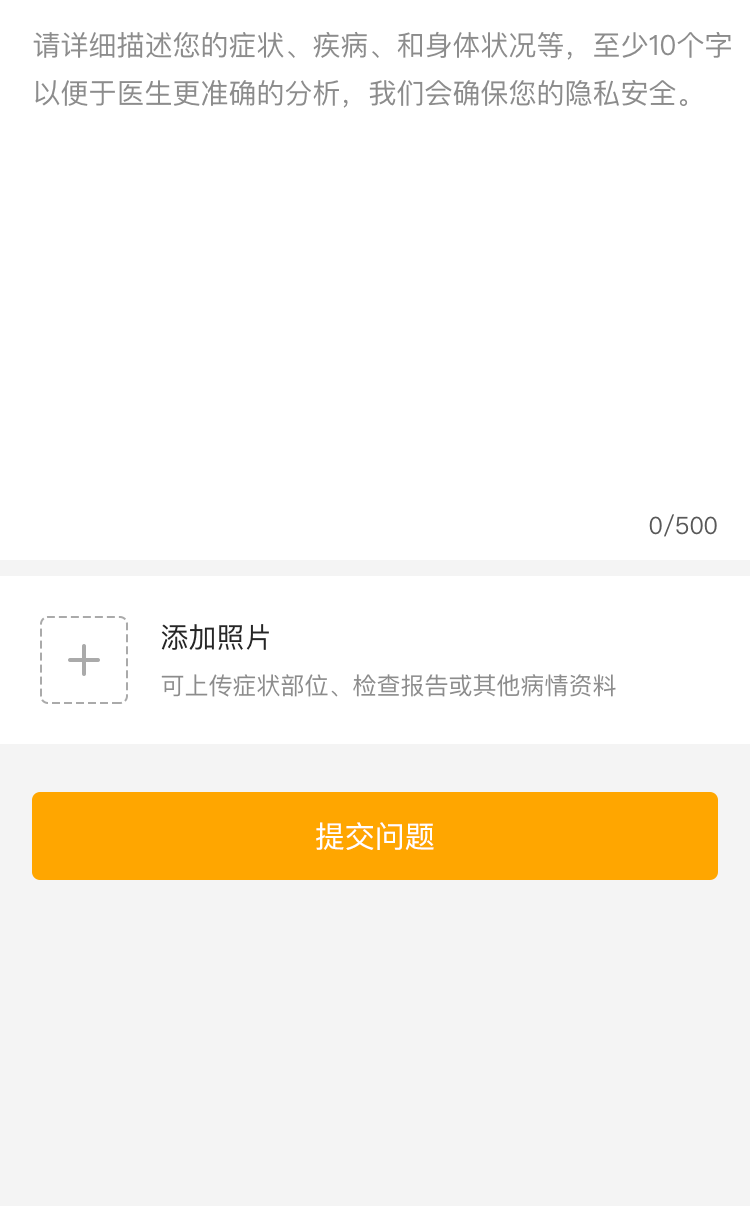 请详细描述您的症状、疾病、和身体状况等，至少10个字
以便于医生更准确的分析，我们会确保您的隐私安全。
0/500
添加照片
可上传症状部位、检查报告或其他病情资料
提交问题